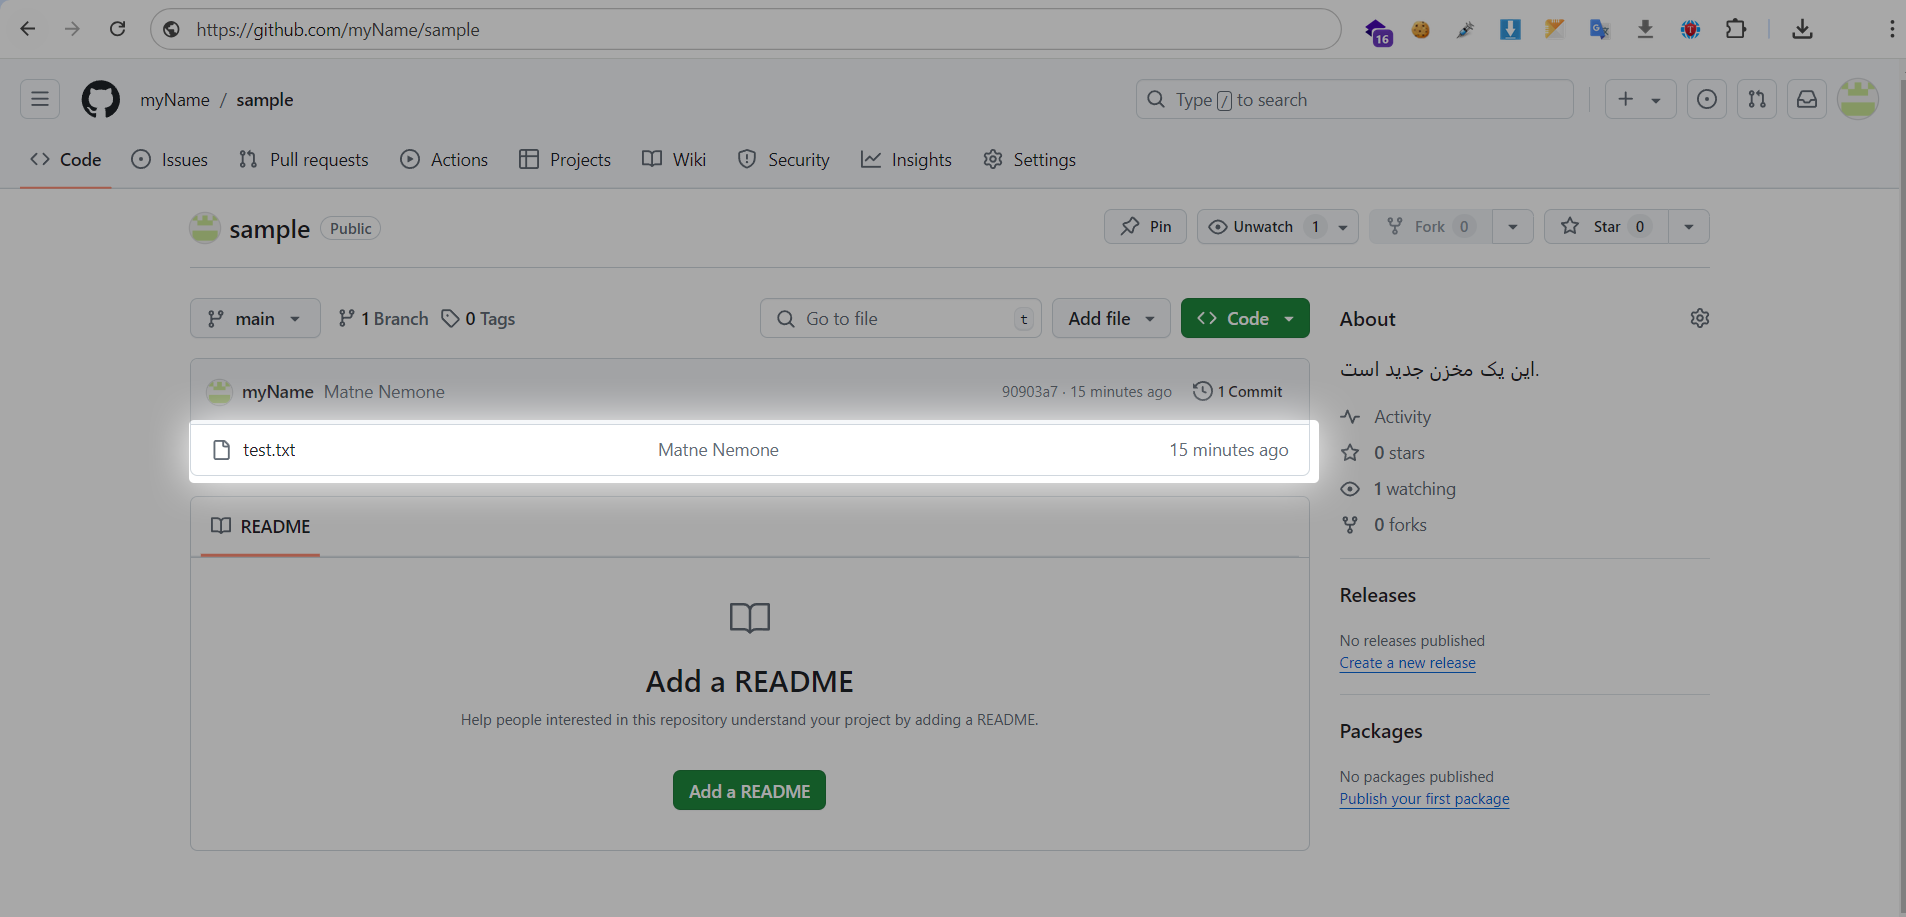 https://github.com/myName/sample
16
myName / sample
Type / to search
Code Issues Pull requests Actions Projects Wiki Security Insights Settings
sample Public
Pin Unwatch 1 Fork 0 Star 0
main 1 Branch 0 Tags Go to file t Add file Code
myName Matne Nemone 90903a7 · 15 minutes ago 1 Commit
test.txt Matne Nemone 15 minutes ago
README
Add a README
Help people interested in this repository understand your project by adding a README.
Add a README
About
این یک مخزن جدید است.
Activity
0 stars
1 watching
0 forks
Releases
No releases published
Create a new release
Packages
No packages published
Publish your first package